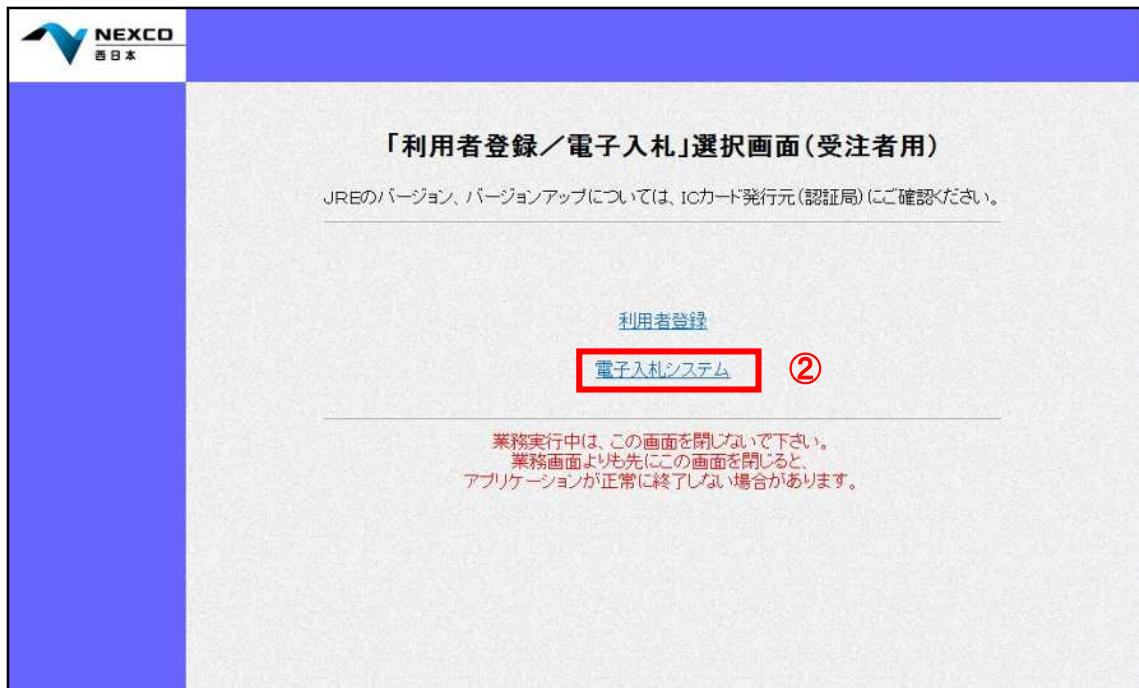 NEXCO
西日本
「利用者登録／電子入札」選択画面(受注者用)
JREのバージョン、バージョンアップについては、ICカード発行元(認証局)にご確認ください。
利用者登録
電子入札システム
②
業務実行中は、この画面を閉じないで下さい。
業務画面よりも先にこの画面を閉じると、
アプリケーションが正常に終了しない場合があります。